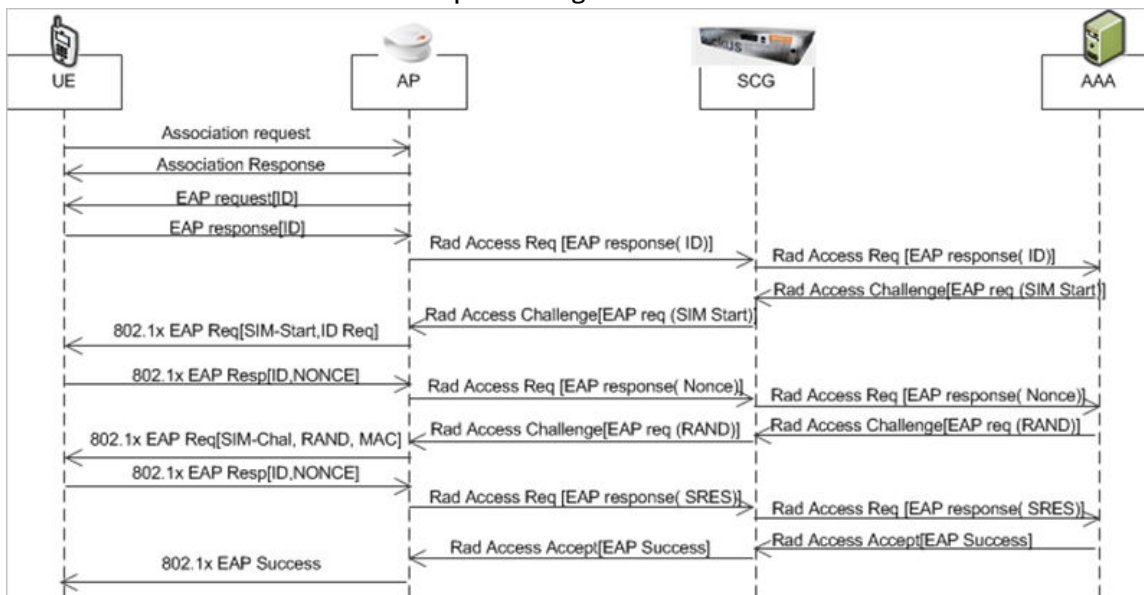 UE
AP
SCG
AAA
Association request
Association Response
EAP request[ID]
EAP response[ID]
Rad Access Req [EAP response( ID)]
Rad Access Req [EAP response( ID)]
Rad Access Challenge[EAP req (SIM Start)]
Rad Access Challenge[EAP req (SIM Start)]
802.1x EAP Req[SIM-Start,ID Req]
802.1x EAP Resp[ID,NONCE]
Rad Access Req [EAP response( Nonce)]
Rad Access Req [EAP response( Nonce)]
Rad Access Challenge[EAP req (RAND)]
Rad Access Challenge[EAP req (RAND)]
802.1x EAP Req[SIM-Chal, RAND, MAC]
802.1x EAP Resp[ID,NONCE]
Rad Access Req [EAP response( SRES)]
Rad Access Req [EAP response( SRES)]
Rad Access Accept[EAP Success]
Rad Access Accept[EAP Success]
802.1x EAP Success